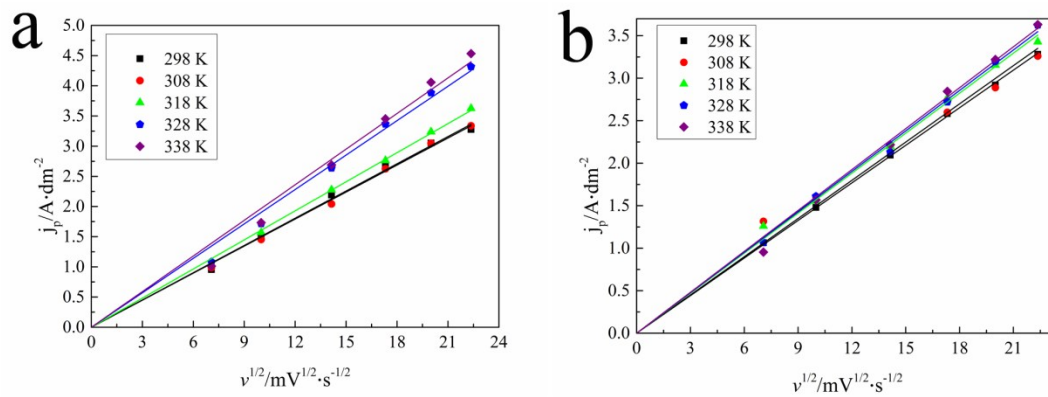 a
5.0
4.5
4.0
3.5
3.0
2.5
2.0
1.5
1.0
0.5
0.0
jp/A·dm-2
298 K
308 K
318 K
328 K
338 K
0 3 6 9 12 15 18 21 24
v1/2/mV1/2·s-1/2
b
3.5
3.0
2.5
2.0
1.5
1.0
0.5
0.0
jp/A·dm-2
298 K
308 K
318 K
328 K
338 K
0 3 6 9 12 15 18 21
v1/2/mV1/2·s-1/2